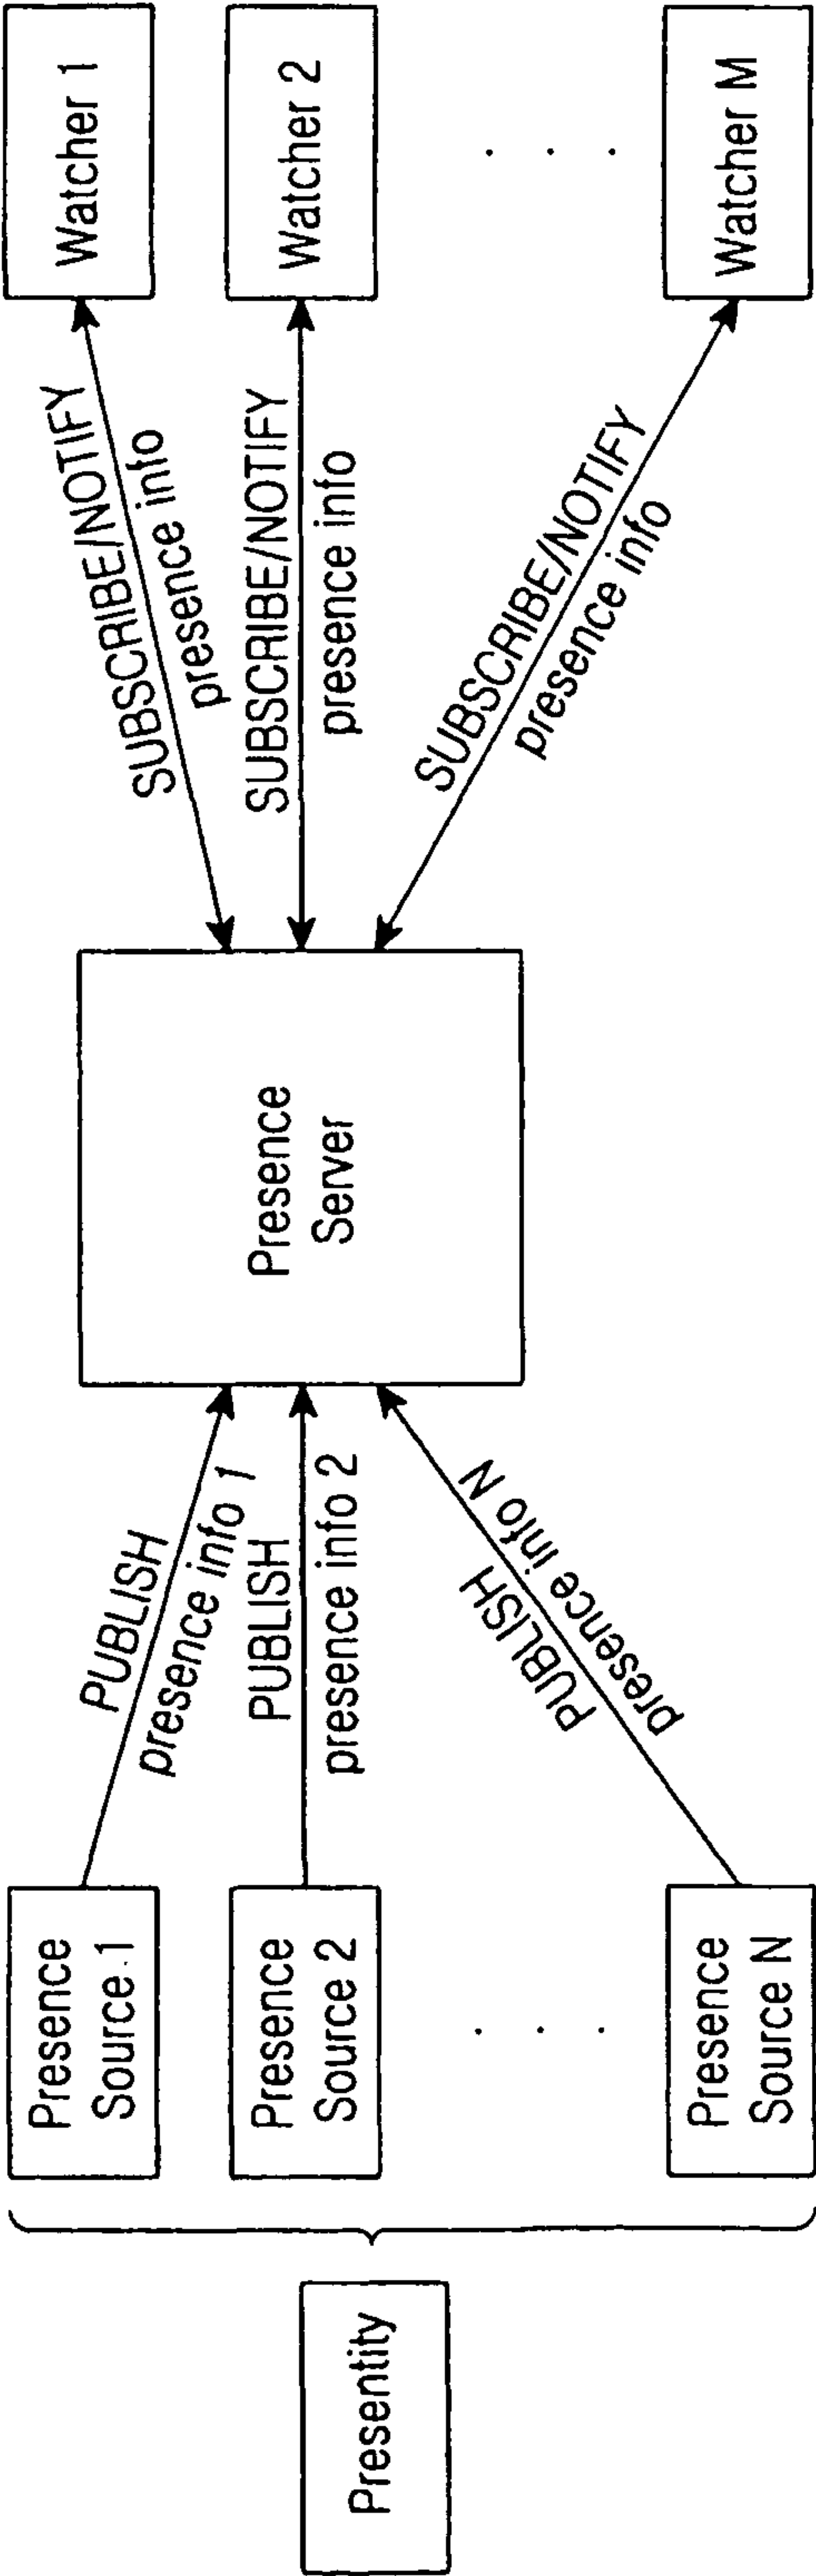 Presentity
Presence
Source 1
Presence
Source 2
Presence
Source N
PUBLISH
presence info 1
PUBLISH
presence info 2
PUBLISH
presence info N
Presence
Server
SUBSCRIBE/NOTIFY
presence info
SUBSCRIBE/NOTIFY
presence info
SUBSCRIBE/NOTIFY
presence info
Watcher 1
Watcher 2
Watcher M